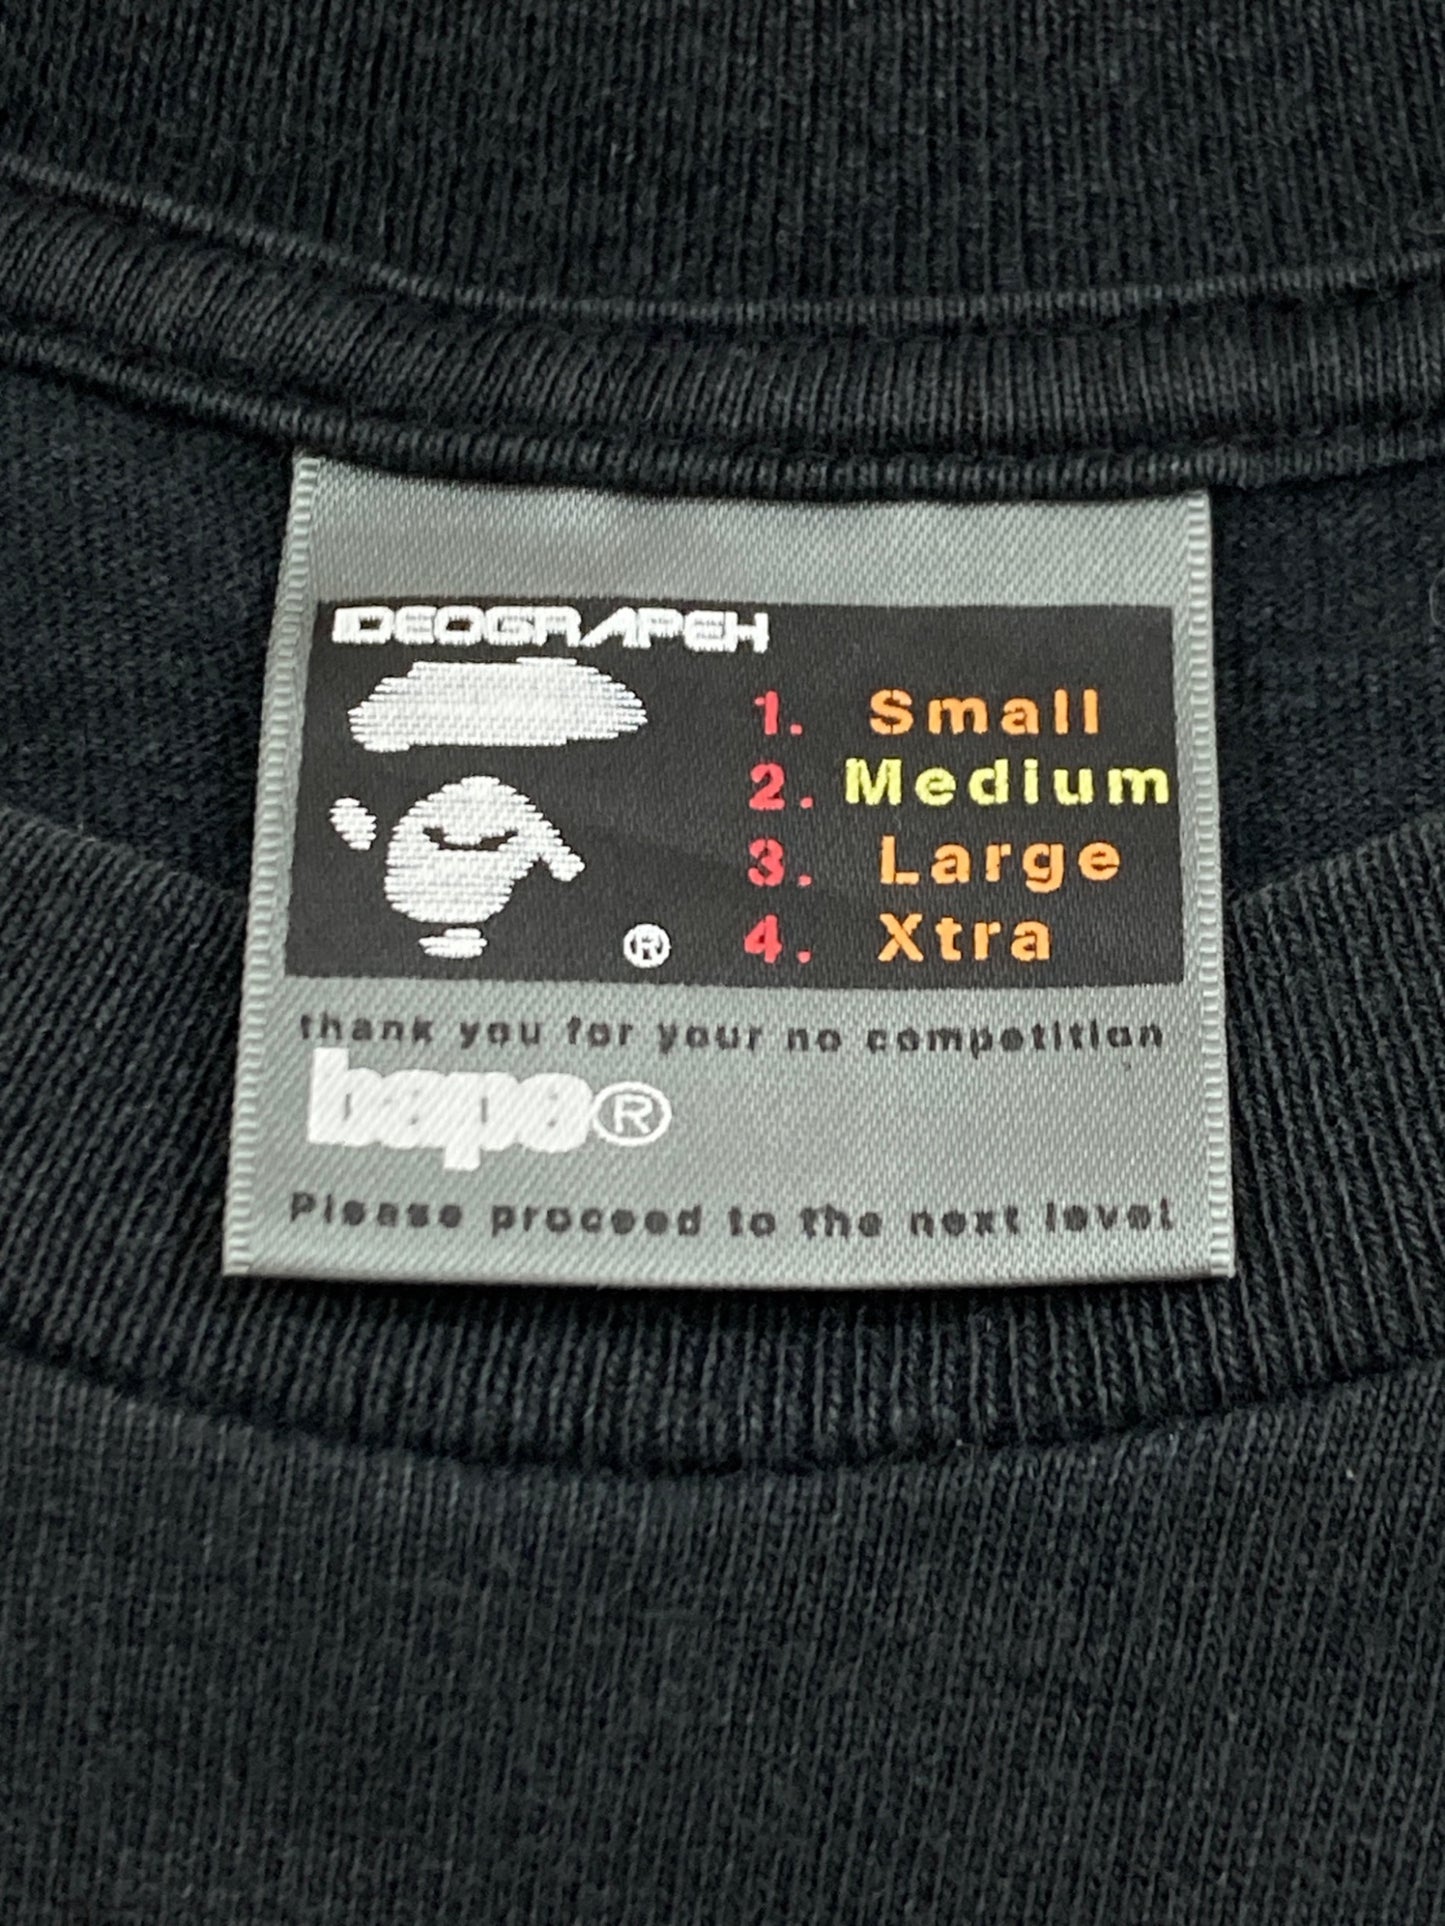 IDEOGRAPEH
1. Small
2. Medium
3. Large
4. Xtra
®
thank you for your no competition
bape®
Please proceed to the next level